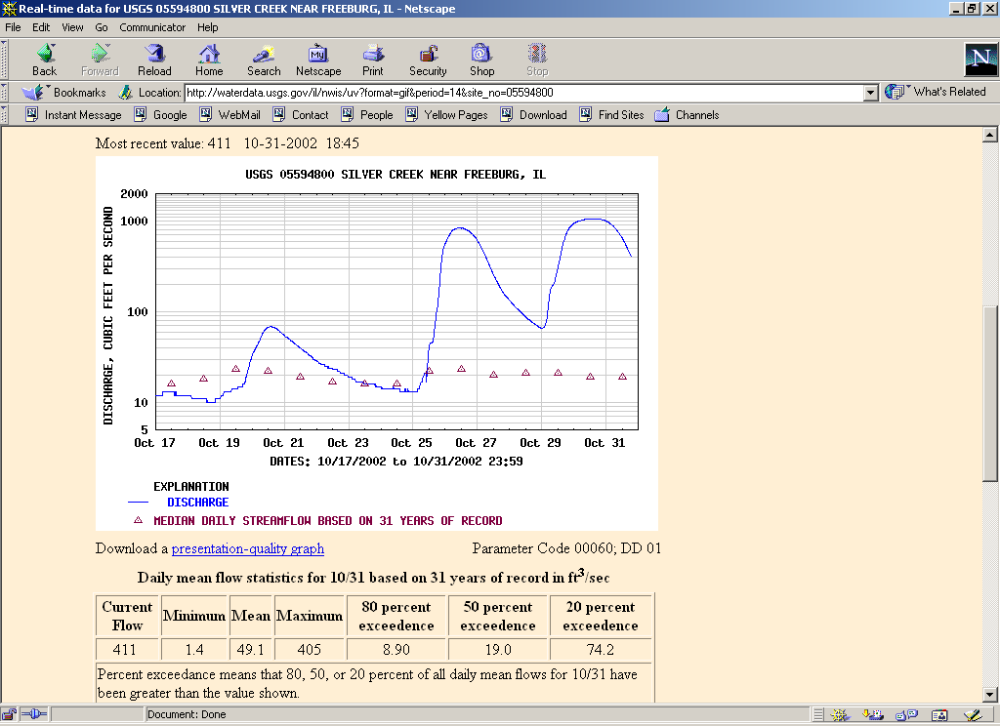 Real-time data for USGS 05594800 SILVER CREEK NEAR FREEBURG, IL - Netscape
File Edit View Go Communicator Help
Back Forward Reload Home Search Netscape Print Security Shop Stop
My
N
Bookmarks Location: http://waterdata.usgs.gov/il/nwis/uv?format=gif&period=14&site_no=05594800 What's Related
Instant Message Google WebMail Contact People Yellow Pages Download Find Sites Channels
Most recent value: 411 10-31-2002 18:45
USGS 05594800 SILVER CREEK NEAR FREEBURG, IL
DISCHARGE, CUBIC FEET PER SECOND
2000
1000
100
10
5
Oct 17 Oct 19 Oct 21 Oct 23 Oct 25 Oct 27 Oct 29 Oct 31
DATES: 10/17/2002 to 10/31/2002 23:59
EXPLANATION
DISCHARGE
MEDIAN DAILY STREAMFLOW BASED ON 31 YEARS OF RECORD
Download a presentation-quality graph Parameter Code 00060; DD 01
Daily mean flow statistics for 10/31 based on 31 years of record in ft3/sec
Current Flow Minimum Mean Maximum 80 percent exceedence 50 percent exceedence 20 percent exceedence
411 1.4 49.1 405 8.90 19.0 74.2
Percent exceedance means that 80, 50, or 20 percent of all daily mean flows for 10/31 have
been greater than the value shown.
Document: Done